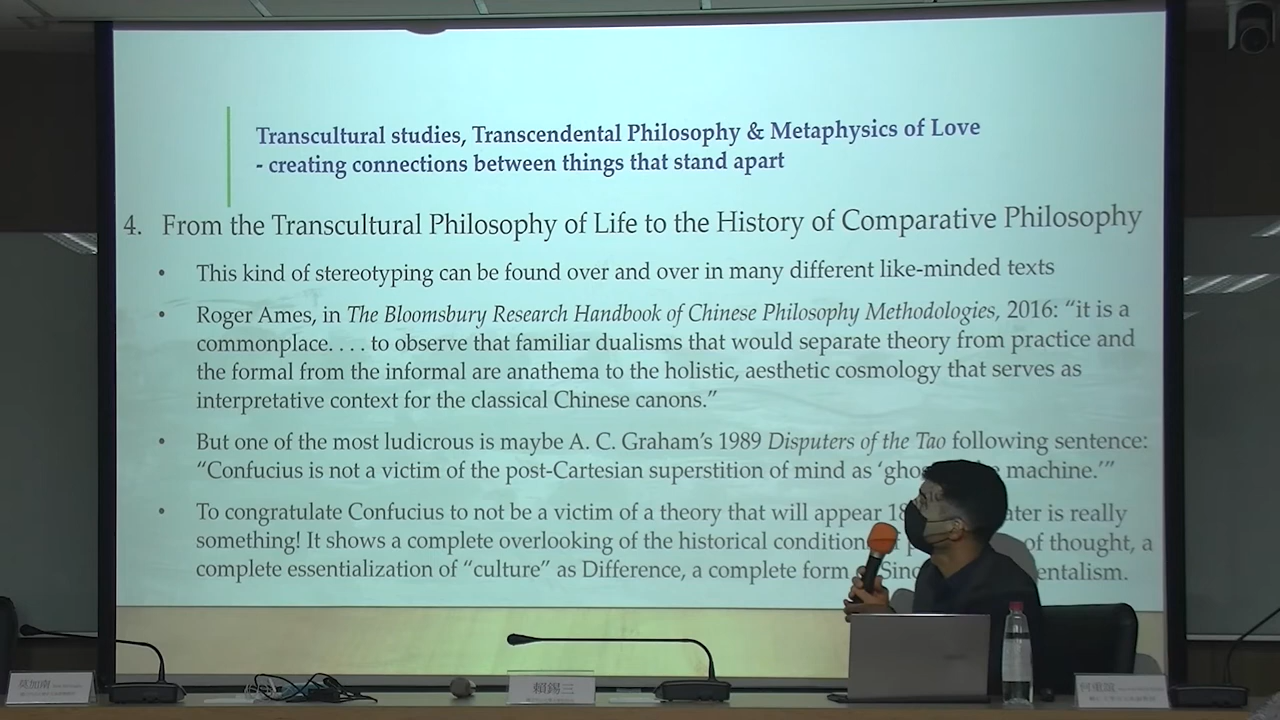 Transcultural studies, Transcendental Philosophy & Metaphysics of Love
- creating connections between things that stand apart
4. From the Transcultural Philosophy of Life to the History of Comparative Philosophy
• This kind of stereotyping can be found over and over in many different like-minded texts
• Roger Ames, in The Bloomsbury Research Handbook of Chinese Philosophy Methodologies, 2016: “it is a
commonplace. . . . to observe that familiar dualisms that would separate theory from practice and
the formal from the informal are anathema to the holistic, aesthetic cosmology that serves as
interpretative context for the classical Chinese canons.”
• But one of the most ludicrous is maybe A. C. Graham’s 1989 Disputers of the Tao following sentence:
“Confucius is not a victim of the post-Cartesian superstition of mind as ‘gho machine.’”
• To congratulate Confucius to not be a victim of a theory that will appear 18 ater is really
something! It shows a complete overlooking of the historical condition of thought, a
complete essentialization of “culture” as Difference, a complete form Sino entalism.
莫加南
賴錫三